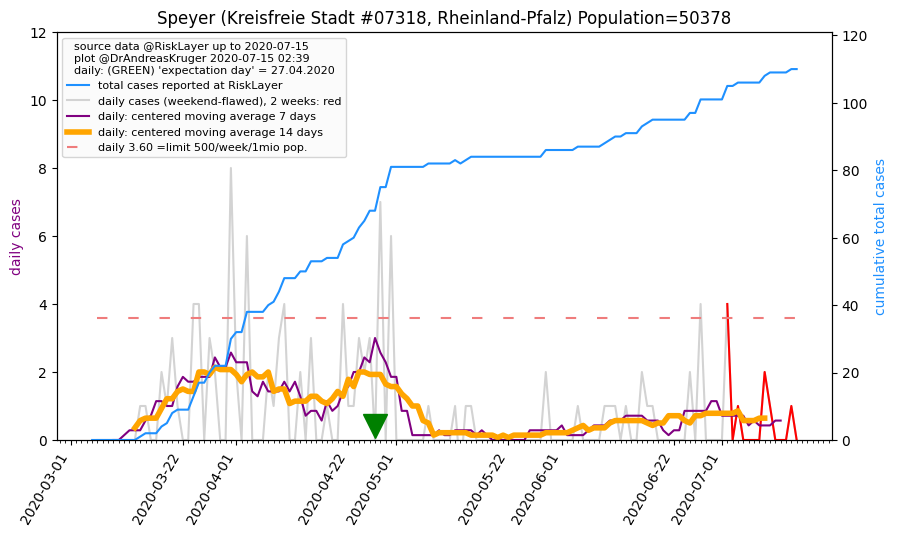 Speyer (Kreisfreie Stadt #07318, Rheinland-Pfalz) Population=50378
source data @RiskLayer up to 2020-07-15
plot @DrAndreasKruger 2020-07-15 02:39
daily: (GREEN) 'expectation day' = 27.04.2020
total cases reported at RiskLayer
daily cases (weekend-flawed), 2 weeks: red
daily: centered moving average 7 days
daily: centered moving average 14 days
daily 3.60 =limit 500/week/1mio pop.
daily cases
12
10
8
6
4
2
0
120
100
80
60
40
20
0
cumulative total cases
2020-03-01
2020-03-22
2020-04-01
2020-04-22
2020-05-01
2020-05-22
2020-06-01
2020-06-22
2020-07-01